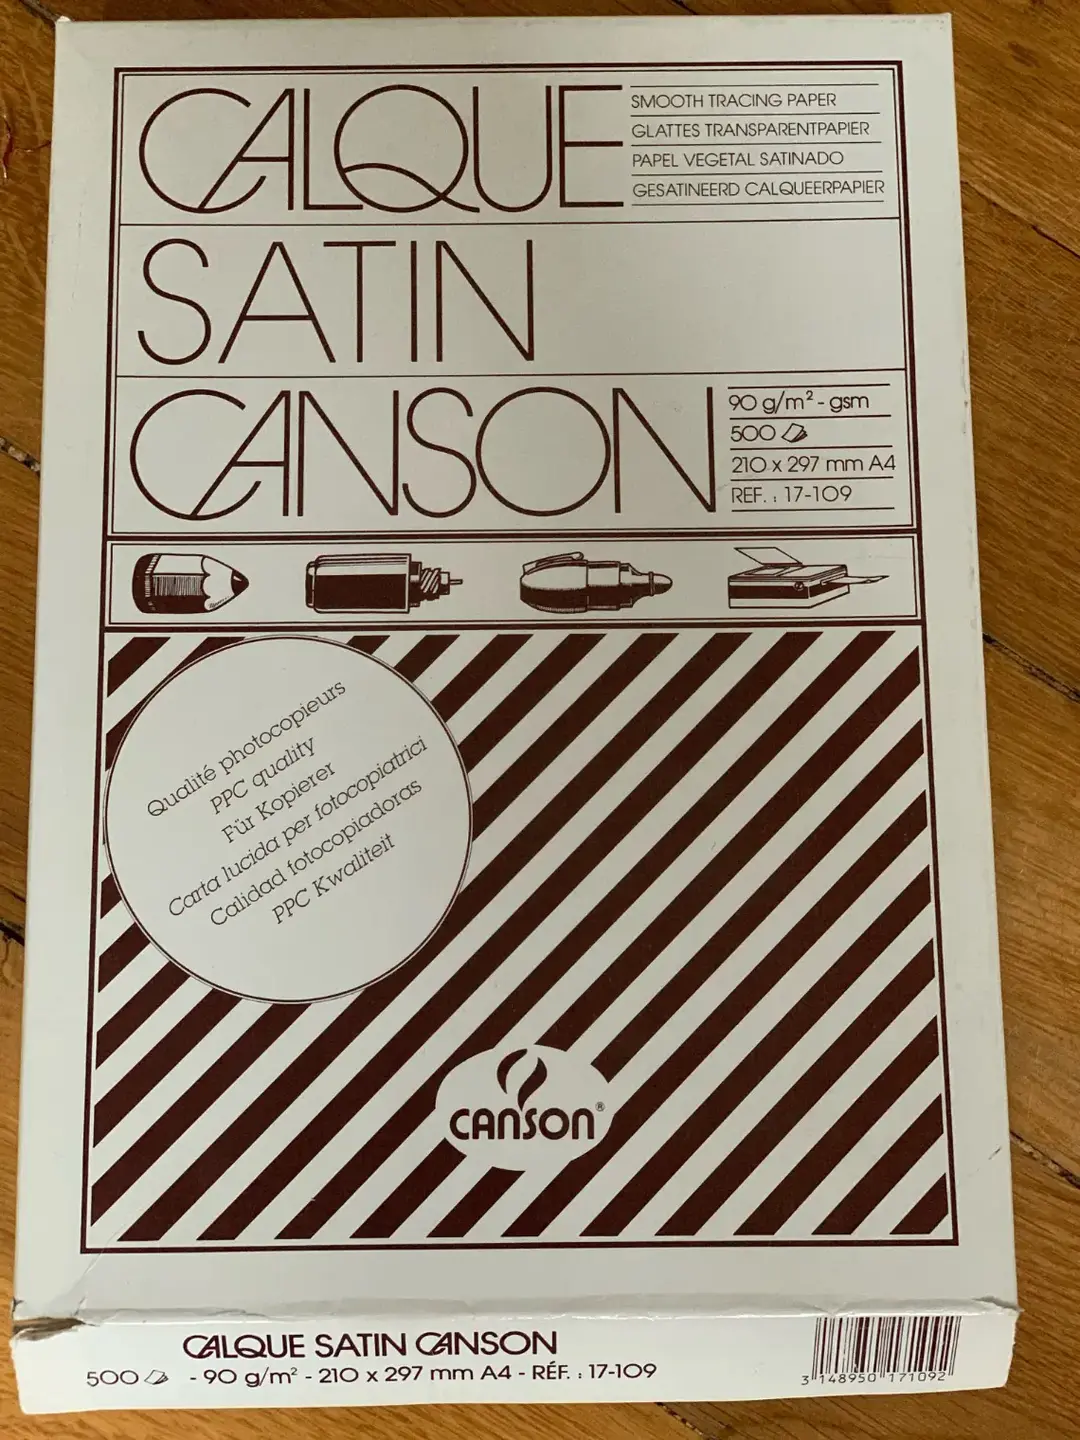 CALQUE
SMOOTH TRACING PAPER
GLATTES TRANSPARENTPAPIER
PAPEL VEGETAL SATINADO
GESATINEERD CALQUEERPAPIER
SATIN
CANSON
90 g/m² - gsm
500
210 x 297 mm A4
REF. : 17-109
Qualité photocopieurs
PPC quality
Für Kopierer
Carta lucida per fotocopiatrici
Calidad fotocopiadoras
PPC Kwaliteit
CANSON®
CALQUE SATIN CANSON
500 - 90 g/m² - 210 x 297 mm A4 - RÉF. : 17-109
3 148950 171092